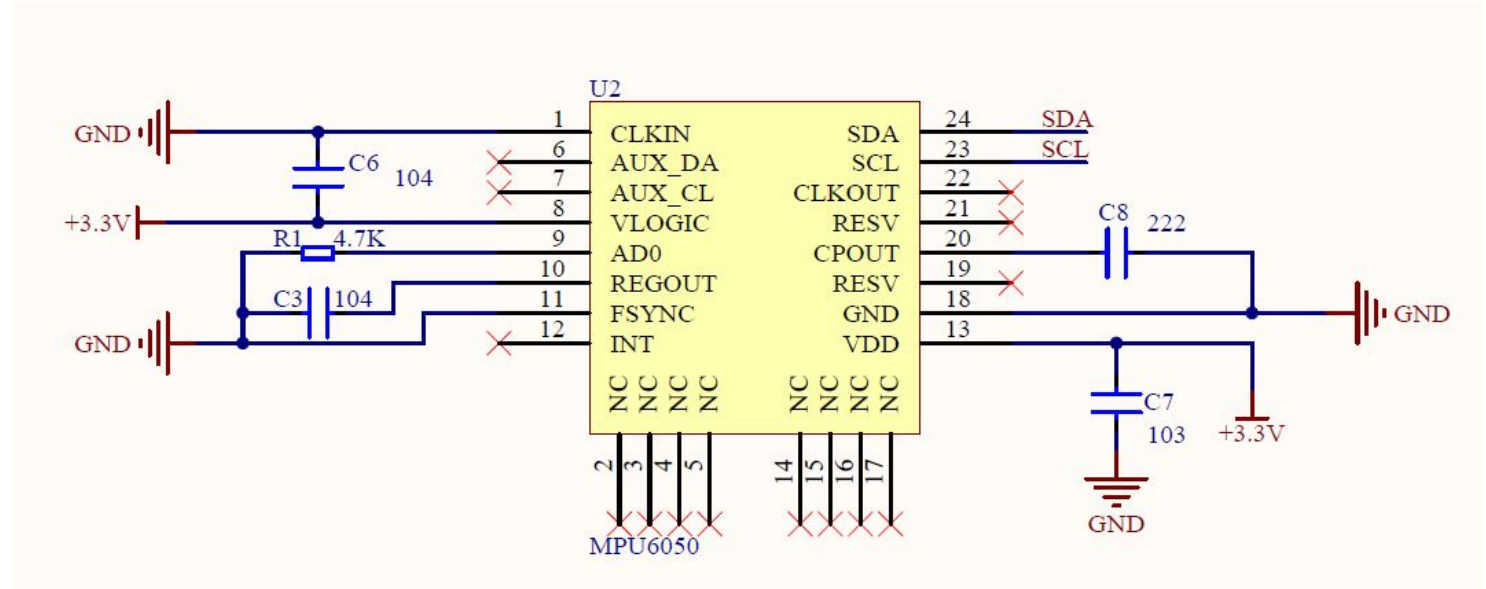 U2
GND 1 CLKIN SDA 24 SDA
6 AUX_DA SCL 23 SCL
C6 104
7 AUX_CL CLKOUT 22
+3.3V 8 VLOGIC RESV 21
C8 222
R1 4.7K 9 AD0 CPOUT 20
10 REGOUT RESV 19
C3 104
11 FSYNC GND 18 GND
GND 12 INT VDD 13
NC NC NC NC NC NC NC NC
C7
103 +3.3V
2 3 4 5 14 15 16 17
GND
MPU6050